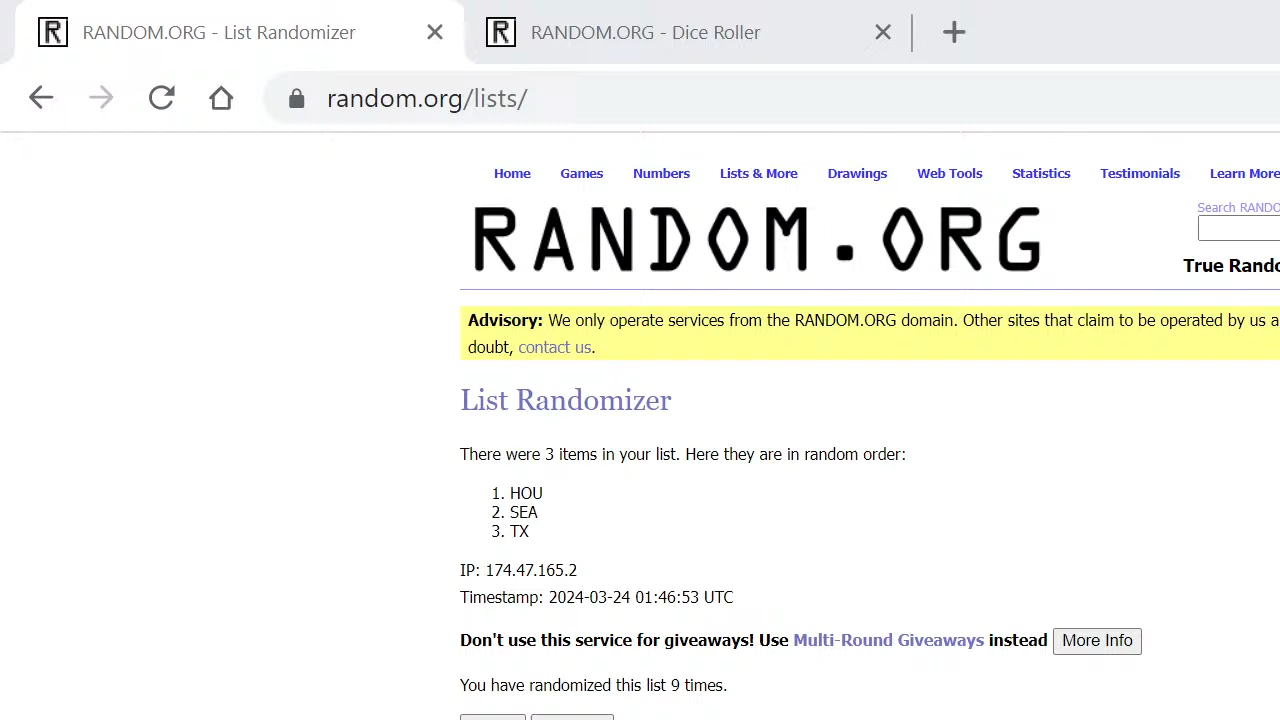 RANDOM.ORG - List Randomizer
RANDOM.ORG - Dice Roller
random.org/lists/
Home Games Numbers Lists & More Drawings Web Tools Statistics Testimonials Learn More
RANDOM.ORG
Search RANDO
True Rando
Advisory: We only operate services from the RANDOM.ORG domain. Other sites that claim to be operated by us a
doubt, contact us.
List Randomizer
There were 3 items in your list. Here they are in random order:
1. HOU
2. SEA
3. TX
IP: 174.47.165.2
Timestamp: 2024-03-24 01:46:53 UTC
Don't use this service for giveaways! Use Multi-Round Giveaways instead More Info
You have randomized this list 9 times.